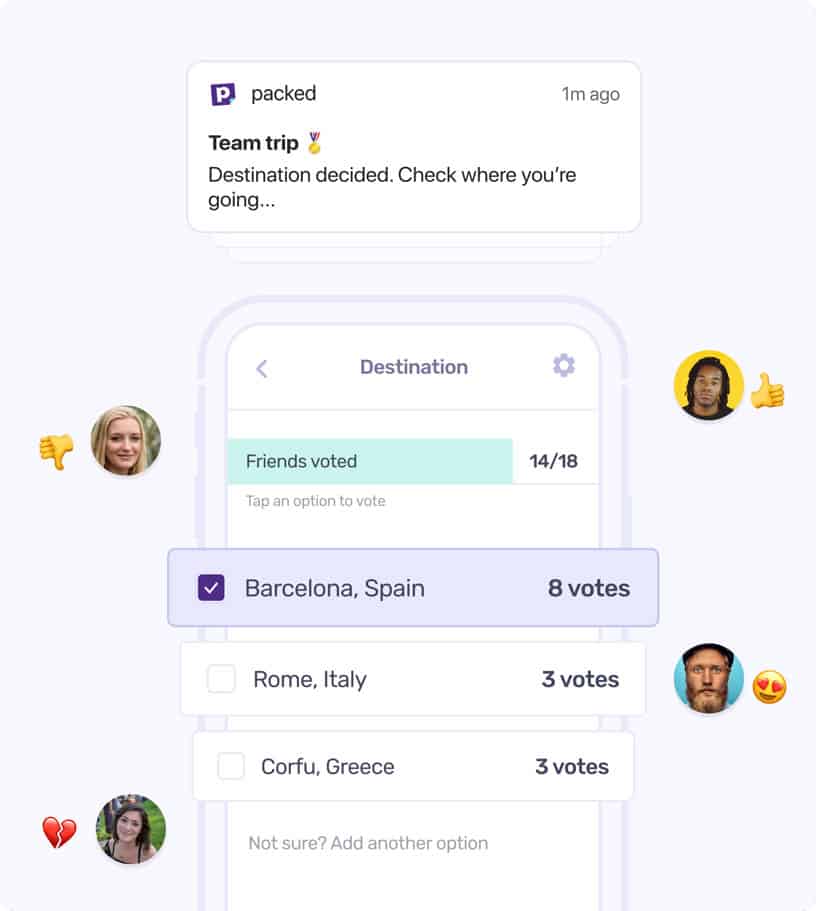 packed 1m ago
Team trip 🏅
Destination decided. Check where you’re
going...
Destination
Friends voted 14/18
Tap an option to vote
Barcelona, Spain 8 votes
Rome, Italy 3 votes
Corfu, Greece 3 votes
Not sure? Add another option